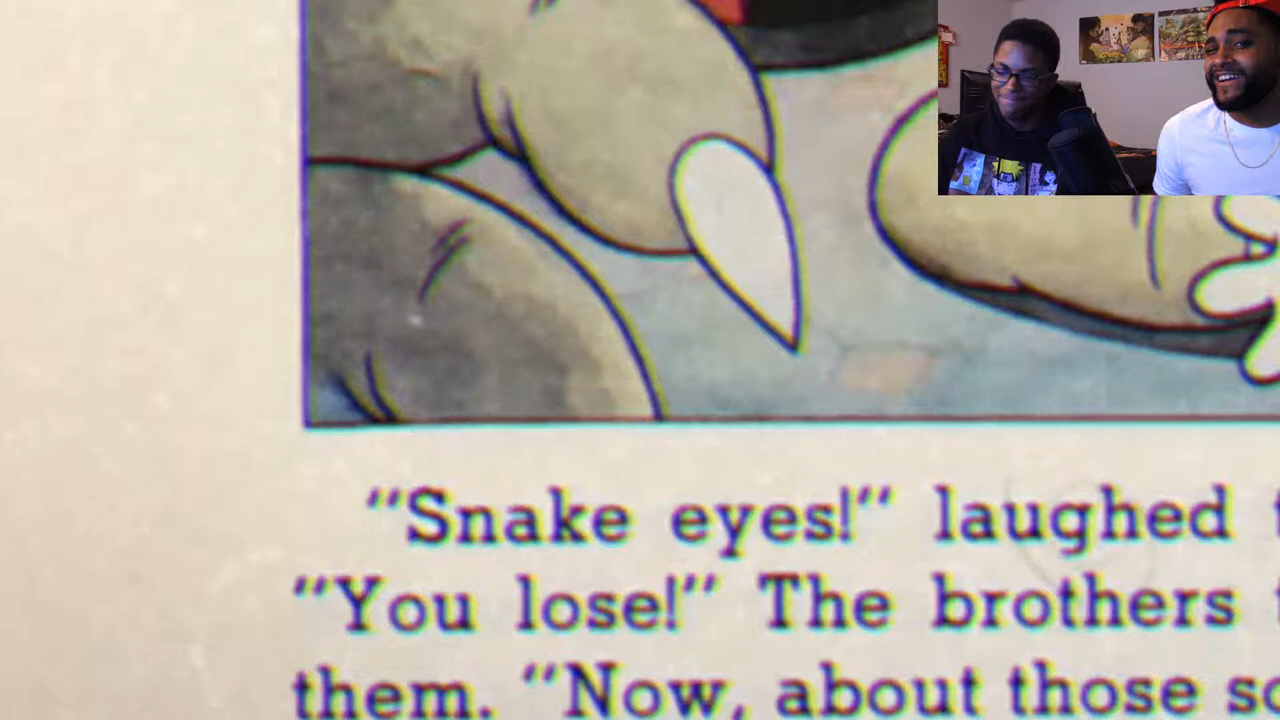 "Snake eyes!" laughed
"You lose!" The brothers
them. "Now, about those